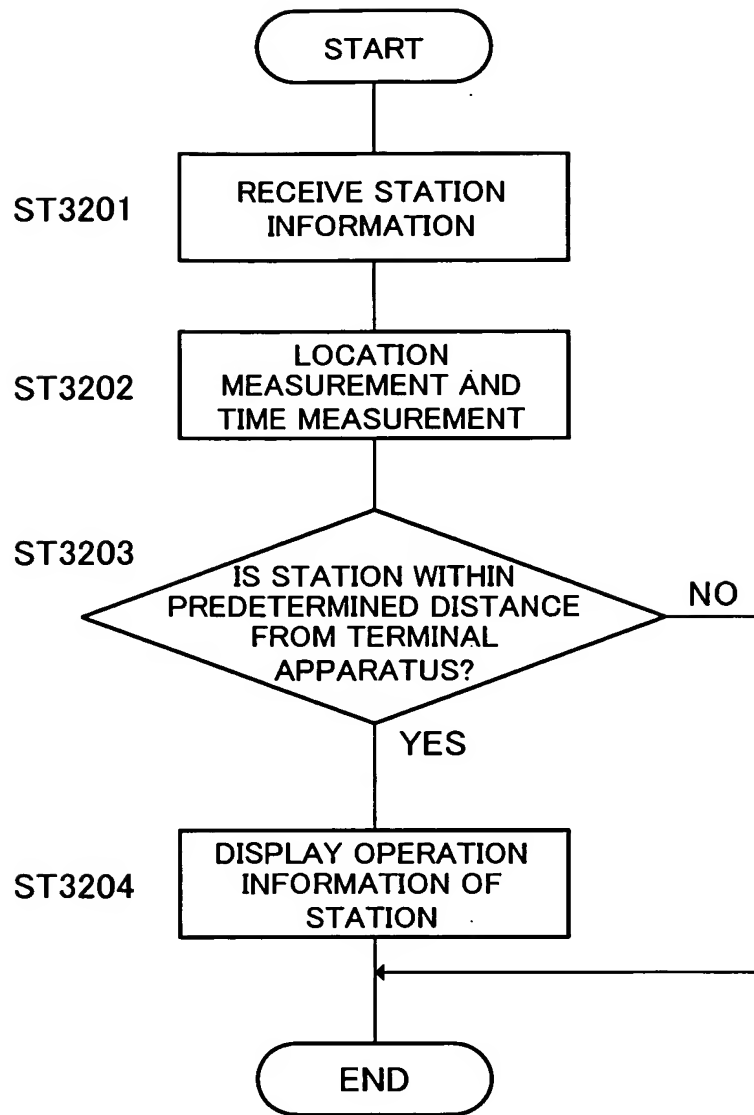 START
ST3201
RECEIVE STATION
INFORMATION
ST3202
LOCATION
MEASUREMENT AND
TIME MEASUREMENT
ST3203
IS STATION WITHIN
PREDETERMINED DISTANCE
FROM TERMINAL
APPARATUS?
NO
YES
ST3204
DISPLAY OPERATION
INFORMATION OF
STATION
END